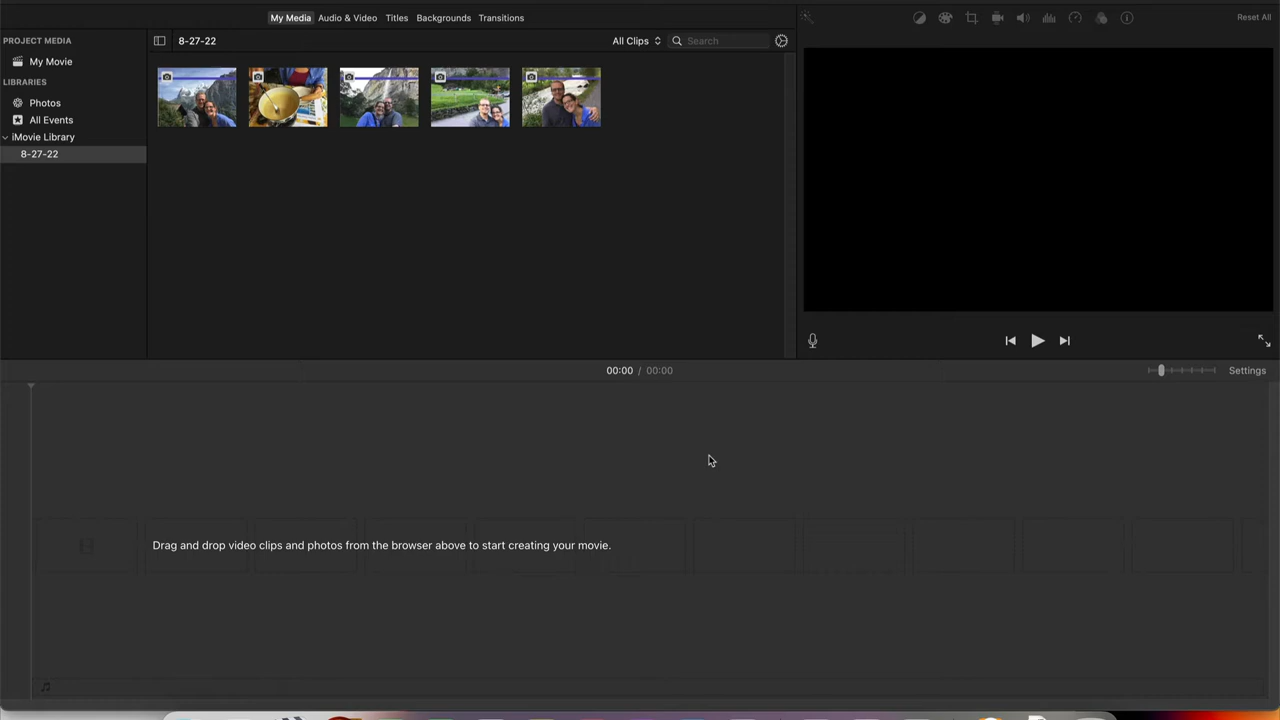 My Media Audio & Video Titles Backgrounds Transitions
Reset All
PROJECT MEDIA
8-27-22
All Clips
Search
My Movie
LIBRARIES
Photos
All Events
iMovie Library
8-27-22
00:00 / 00:00
Settings
Drag and drop video clips and photos from the browser above to start creating your movie.